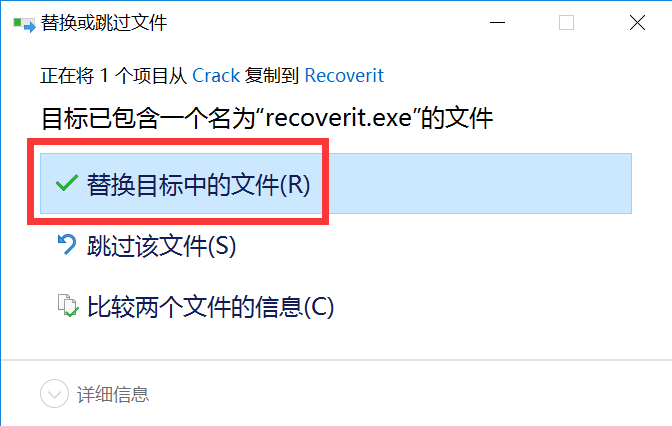 替换或跳过文件
正在将 1 个项目从 Crack 复制到 Recoverit
目标已包含一个名为“recoverit.exe”的文件
替换目标中的文件(R)
跳过该文件(S)
比较两个文件的信息(C)
详细信息